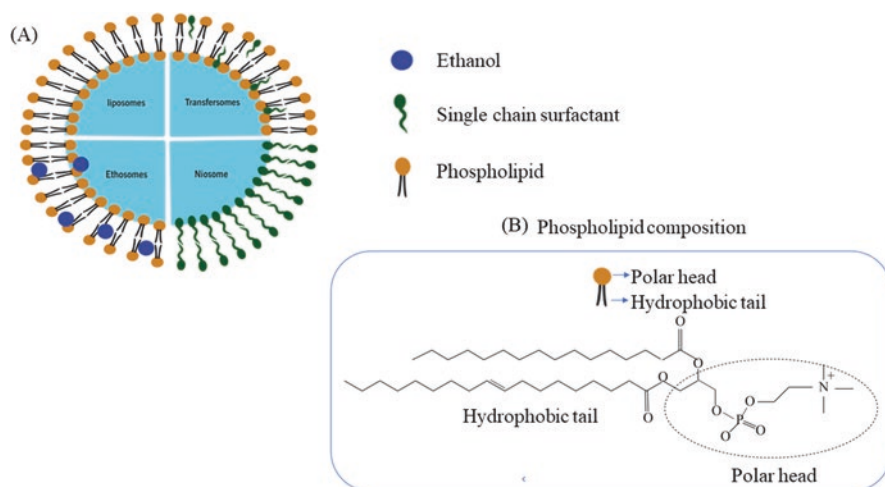 (A)
liposomes
Transfersomes
Ethosomes
Niosome
Ethanol
Single chain surfactant
Phospholipid
(B) Phospholipid composition
Polar head
Hydrophobic tail
O
O
O
O
Hydrophobic tail
O
O
P
O
O
N
+
Polar head